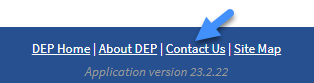 DEP Home | About DEP | Contact Us | Site Map
Application version 23.2.22